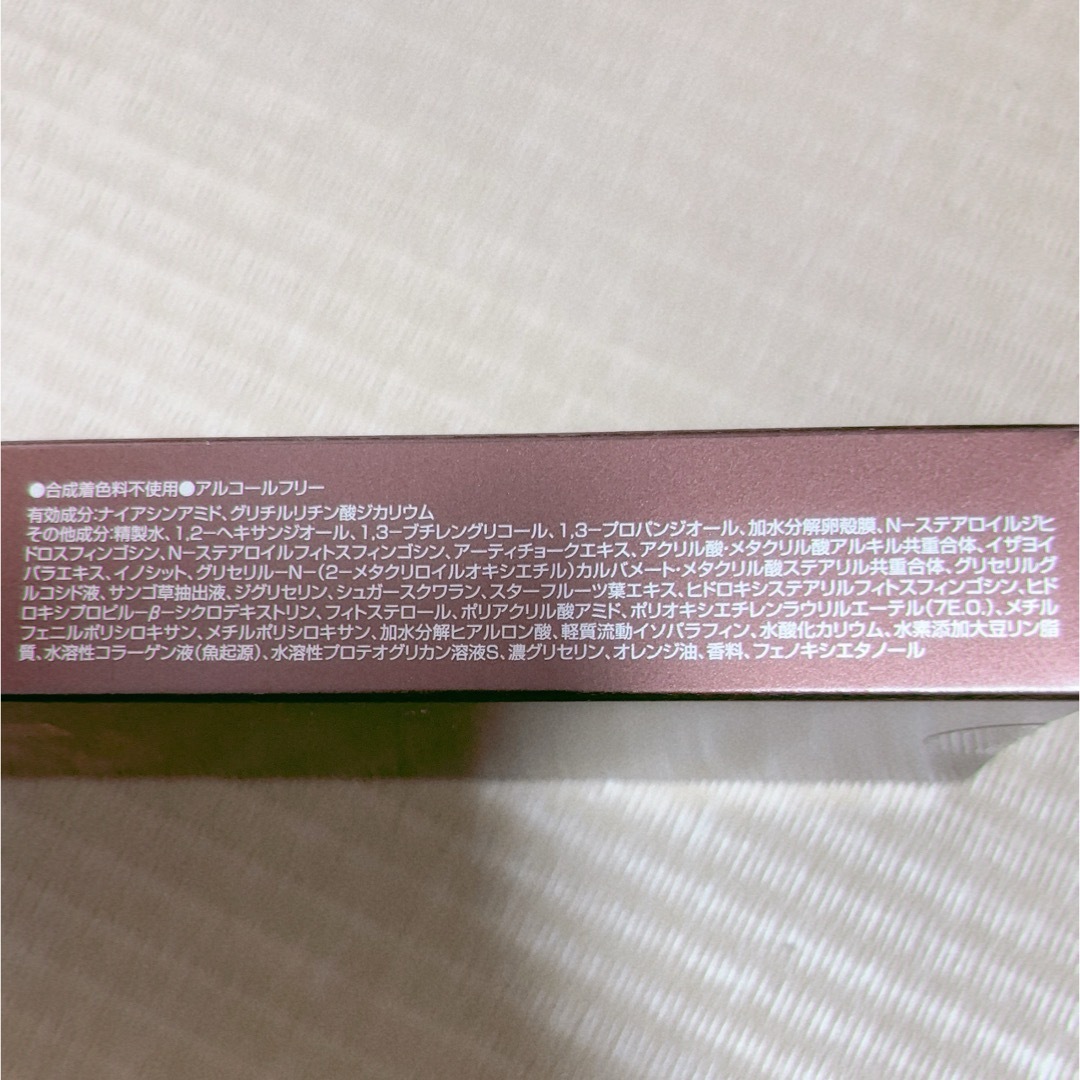 ●合成着色料不使用●アルコールフリー
有効成分:ナイアシンアミド、グリチルリチン酸ジカリウム
その他成分:精製水、1,2-ヘキサンジオール、1,3-ブチレングリコール、1,3-プロパンジオール、加水分解卵殻膜、N-ステアロイルジヒ
ドロスフィンゴシン、N-ステアロイルフィトスフィンゴシン、アーティチョークエキス、アクリル酸・メタクリル酸アルキル共重合体、イザヨイ
バラエキス、イノシット、グリセリル-N-(2-メタクリロイルオキシエチル)カルバメート・メタクリル酸ステアリル共重合体、グリセリルグ
ルコシド液、サンゴ草抽出液、ジグリセリン、シュガースクワラン、スターフルーツ葉エキス、ヒドロキシステアリルフィトスフィンゴシン、ヒド
ロキシプロピル-β-シクロデキストリン、フィトステロール、ポリアクリル酸アミド、ポリオキシエチレンラウリルエーテル(7E.O.)、メチル
フェニルポリシロキサン、メチルポリシロキサン、加水分解ヒアルロン酸、軽質流動イソパラフィン、水酸化カリウム、水素添加大豆リン脂
質、水溶性コラーゲン液(魚起源)、水溶性プロテオグリカン溶液S、濃グリセリン、オレンジ油、香料、フェノキシエタノール